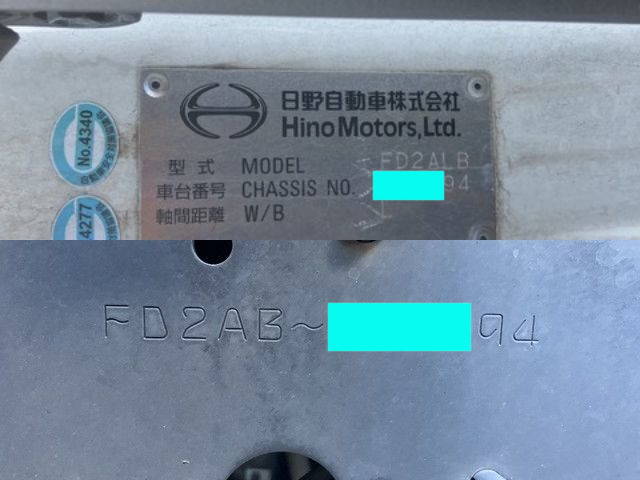 日野自動車株式会社
Hino Motors, Ltd.
No.4340
型式 MODEL FD2ALB
車台番号 CHASSIS NO. 94
4277
軸間距離 W/B
FD2AB~ 94